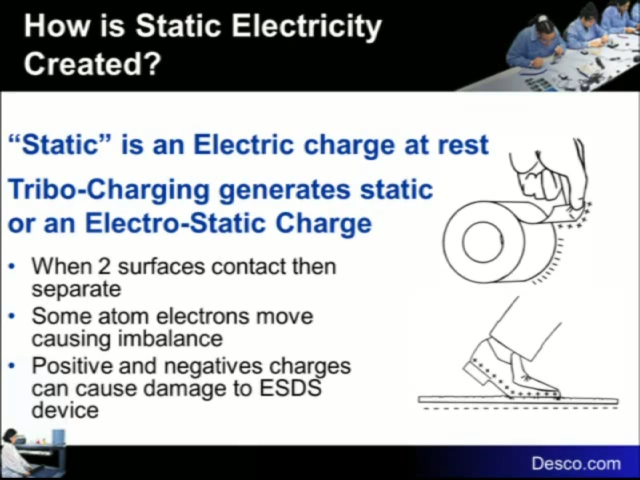 How is Static Electricity
Created?
“Static” is an Electric charge at rest
Tribo-Charging generates static
or an Electro-Static Charge
• When 2 surfaces contact then
separate
• Some atom electrons move
causing imbalance
• Positive and negatives charges
can cause damage to ESDS
device
Desco.com